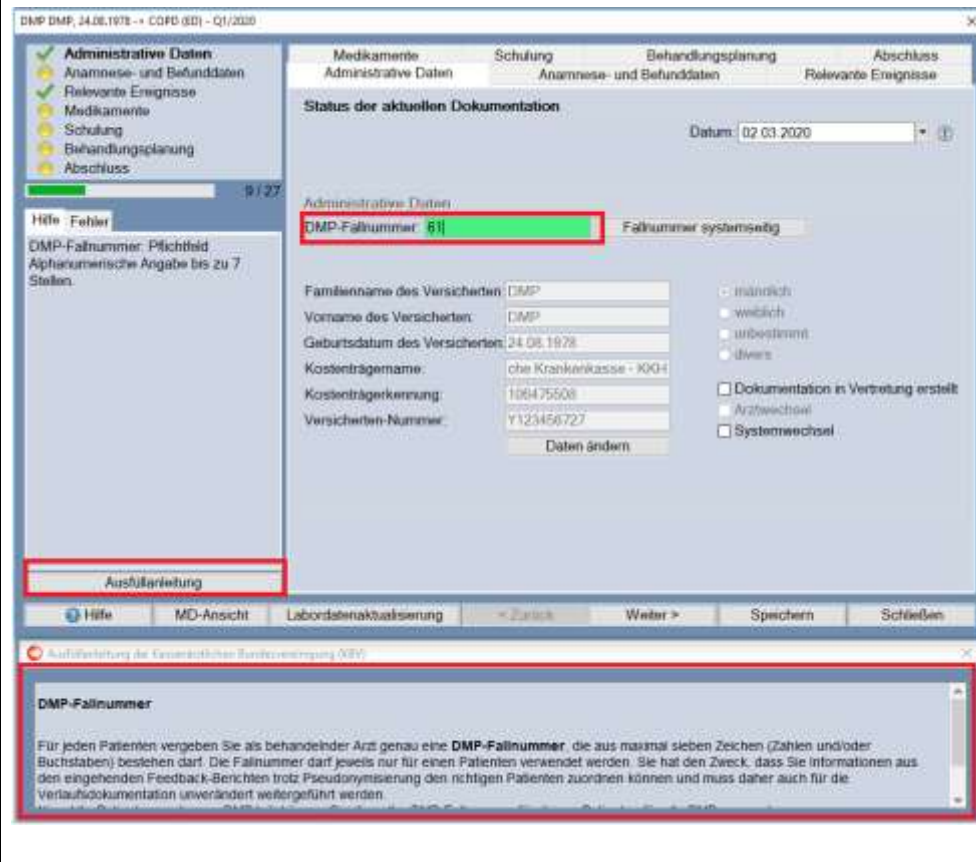 DMP DMP, 24.08.1978 -> COPD (ED) - Q1/2020
Administrative Daten
Anamnese- und Befunddaten
Relevante Ereignisse
Medikamente
Schulung
Behandlungsplanung
Abschluss
9 / 27
Hilfe Fehler
DMP-Fallnummer: Pflichtfeld
Alphanumerische Angabe bis zu 7
Stellen.
Ausfüllanleitung
Medikamente Schulung Behandlungsplanung Abschluss
Administrative Daten Anamnese- und Befunddaten Relevante Ereignisse
Status der aktuellen Dokumentation
Datum: 02.03.2020
Administrative Daten
DMP-Fallnummer: 61 Fallnummer systemseitig
Familienname des Versicherten: DMP männlich
Vorname des Versicherten: DMP weiblich
unbestimmt
Geburtsdatum des Versicherten: 24.08.1978
divers
Kostenträgername: che Krankenkasse - KKH
Kostenträgerkennung: 106475508 Dokumentation in Vertretung erstellt
Arztwechsel
Versicherten-Nummer: Y123456727 Systemwechsel
Daten ändern
Hilfe MD-Ansicht Labordatenaktualisierung < Zurück Weiter > Speichern Schließen
Ausfüllanleitung der Kassenärztlichen Bundesvereinigung (KBV)
DMP-Fallnummer
Für jeden Patienten vergeben Sie als behandelnder Arzt genau eine DMP-Fallnummer, die aus maximal sieben Zeichen (Zahlen und/oder
Buchstaben) bestehen darf. Die Fallnummer darf jeweils nur für einen Patienten verwendet werden. Sie hat den Zweck, dass Sie Informationen aus
den eingehenden Feedback-Berichten trotz Pseudonymisierung den richtigen Patienten zuordnen können und muss daher auch für die
Verlaufsdokumentation unverändert weitergeführt werden.